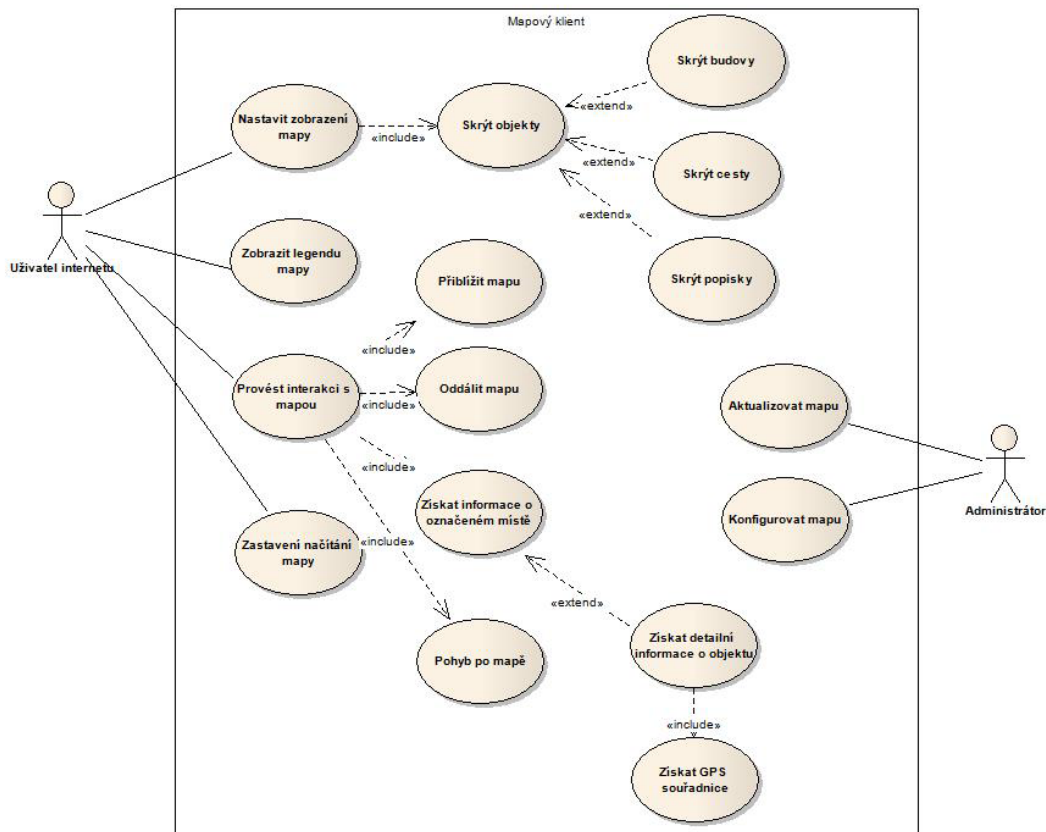 Mapový klient
Skrýt budovy
Nastavit zobrazení
mapy
«include»
Skrýt objekty
«extend»
«extend»
Skrýt cesty
«extend»
Uživatel internetu
Zobrazit legendu
mapy
Přiblížit mapu
Skrýt popisky
«include»
Provést interakci s
mapou
«include»
Oddálit mapu
Aktualizovat mapu
«include»
Získat informace o
označeném místě
Konfigurovat mapu
Administrátor
Zastavení načítání
mapy
«include»
«extend»
Pohyb po mapě
Získat detailní
informace o objektu
«include»
Získat GPS
souřadnice